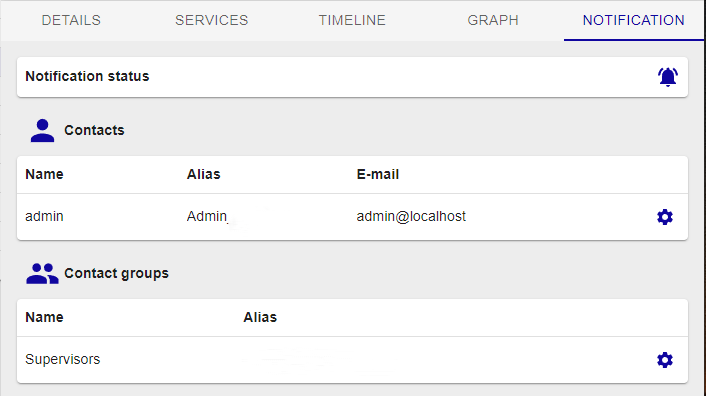 DETAILS SERVICES TIMELINE GRAPH NOTIFICATION
Notification status
Contacts
Name Alias E-mail
admin Admin admin@localhost
Contact groups
Name Alias
Supervisors